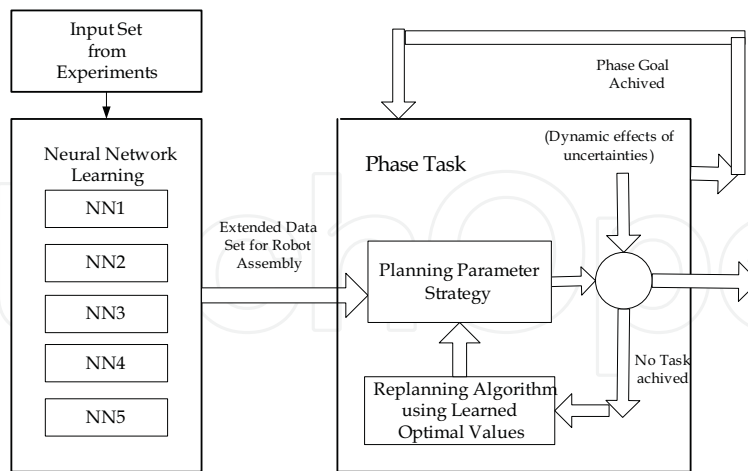 Input Set
from
Experiments
Neural Network
Learning
NN1
NN2
NN3
NN4
NN5
Extended Data
Set for Robot
Assembly
Phase Goal
Achived
Phase Task
(Dynamic effects of
uncertainties)
Planning Parameter
Strategy
No Task
achived
Replanning Algorithm
using Learned
Optimal Values